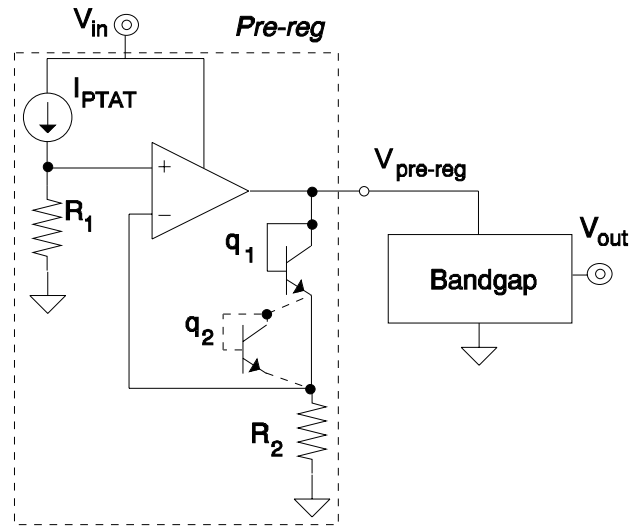 Vin
Pre-reg
IPTAT
+
−
R1
Vpre-reg
q1
Vout
Bandgap
q2
R2